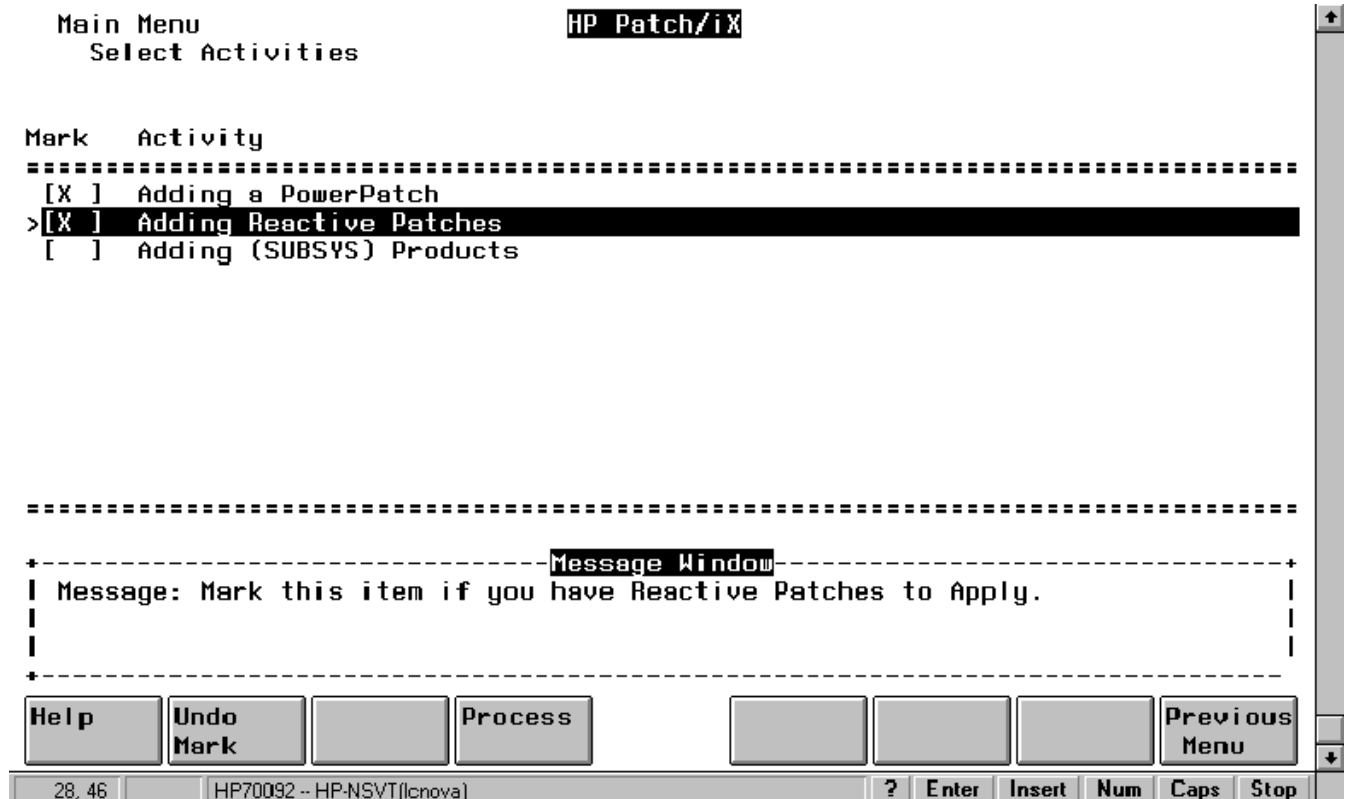 Main Menu HP Patch/iX
Select Activities
Mark Activity
[X ] Adding a PowerPatch
>[X ] Adding Reactive Patches
[ ] Adding (SUBSYS) Products
Message Window
Message: Mark this item if you have Reactive Patches to Apply.
Help Undo Mark Process Previous Menu
28, 46 HP70092 -- HP-NSVT(lcnova) ? Enter Insert Num Caps Stop